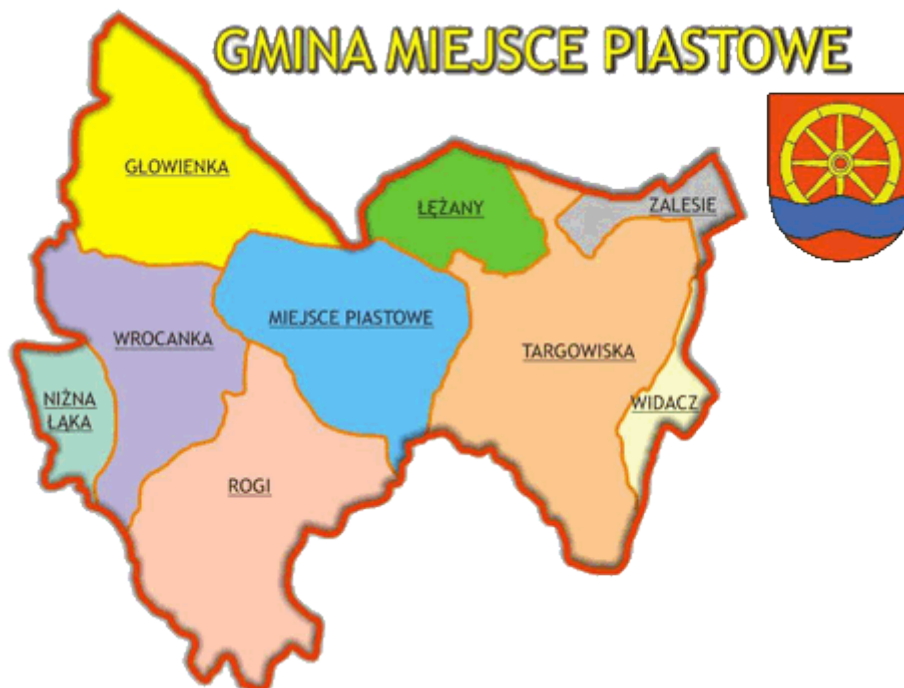 GMINA MIEJSCE PIASTOWE
GŁOWIENKA
ŁĘŻANY
ZALESIE
MIEJSCE PIASTOWE
WROCANKA
TARGOWISKA
NIŻNA
ŁĄKA
WIDACZ
ROGI